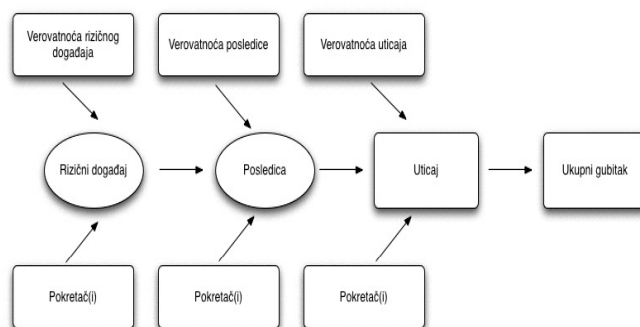 Verovatnoća rizičnog
događaja
Verovatnoća posledice
Verovatnoća uticaja
Rizični događaj
Posledica
Uticaj
Ukupni gubitak
Pokretač(i)
Pokretač(i)
Pokretač(i)